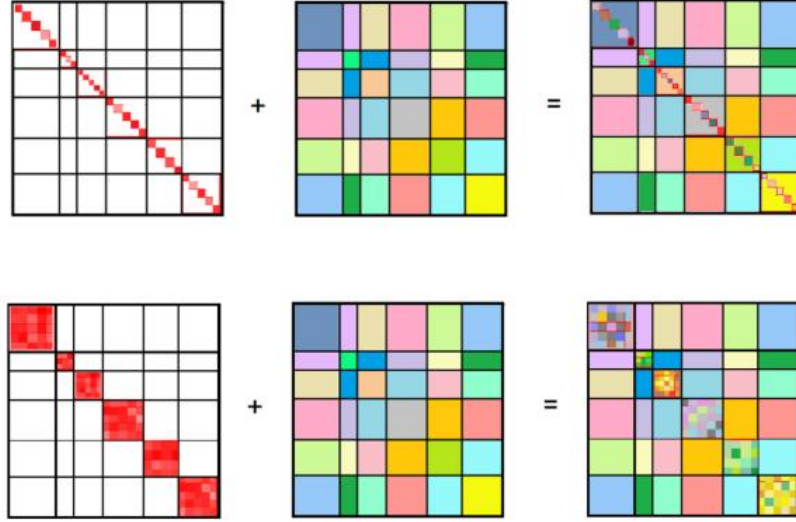 + =
+ =